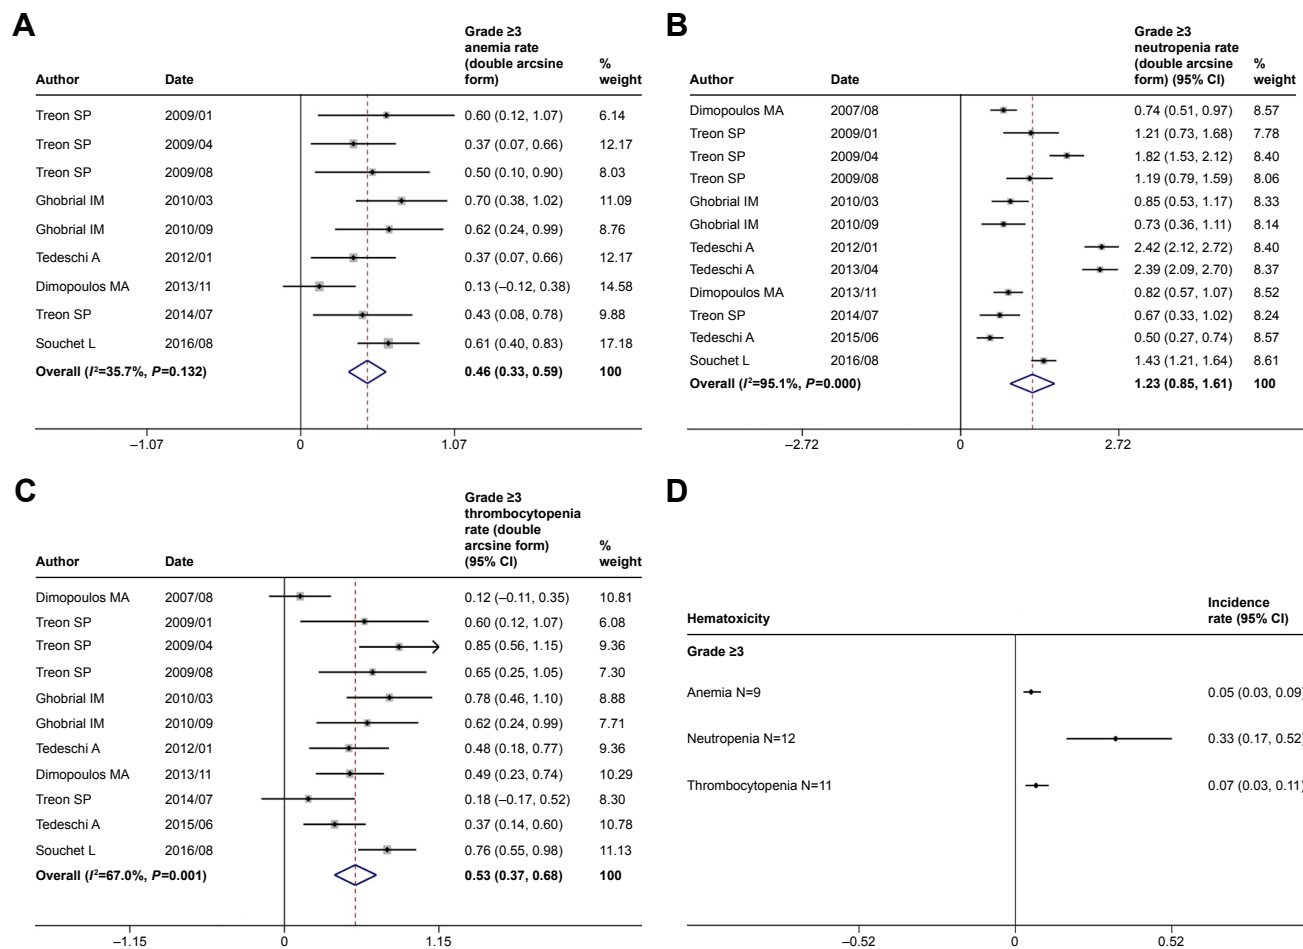 A
Grade ≥3
anemia rate
(double arcsine
form)
%
weight
Author Date
Treon SP 2009/01 0.60 (0.12, 1.07) 6.14
Treon SP 2009/04 0.37 (0.07, 0.66) 12.17
Treon SP 2009/08 0.50 (0.10, 0.90) 8.03
Ghobrial IM 2010/03 0.70 (0.38, 1.02) 11.09
Ghobrial IM 2010/09 0.62 (0.24, 0.99) 8.76
Tedeschi A 2012/01 0.37 (0.07, 0.66) 12.17
Dimopoulos MA 2013/11 0.13 (–0.12, 0.38) 14.58
Treon SP 2014/07 0.43 (0.08, 0.78) 9.88
Souchet L 2016/08 0.61 (0.40, 0.83) 17.18
Overall (I²=35.7%, P=0.132) 0.46 (0.33, 0.59) 100
–1.07 0 1.07
B
Grade ≥3
neutropenia rate
(double arcsine
form) (95% CI)
%
weight
Author Date
Dimopoulos MA 2007/08 0.74 (0.51, 0.97) 8.57
Treon SP 2009/01 1.21 (0.73, 1.68) 7.78
Treon SP 2009/04 1.82 (1.53, 2.12) 8.40
Treon SP 2009/08 1.19 (0.79, 1.59) 8.06
Ghobrial IM 2010/03 0.85 (0.53, 1.17) 8.33
Ghobrial IM 2010/09 0.73 (0.36, 1.11) 8.14
Tedeschi A 2012/01 2.42 (2.12, 2.72) 8.40
Tedeschi A 2013/04 2.39 (2.09, 2.70) 8.37
Dimopoulos MA 2013/11 0.82 (0.57, 1.07) 8.52
Treon SP 2014/07 0.67 (0.33, 1.02) 8.24
Tedeschi A 2015/06 0.50 (0.27, 0.74) 8.57
Souchet L 2016/08 1.43 (1.21, 1.64) 8.61
Overall (I²=95.1%, P=0.000) 1.23 (0.85, 1.61) 100
–2.72 0 2.72
C
Grade ≥3
thrombocytopenia
rate (double
arcsine form)
(95% CI)
%
weight
Author Date
Dimopoulos MA 2007/08 0.12 (–0.11, 0.35) 10.81
Treon SP 2009/01 0.60 (0.12, 1.07) 6.08
Treon SP 2009/04 0.85 (0.56, 1.15) 9.36
Treon SP 2009/08 0.65 (0.25, 1.05) 7.30
Ghobrial IM 2010/03 0.78 (0.46, 1.10) 8.88
Ghobrial IM 2010/09 0.62 (0.24, 0.99) 7.71
Tedeschi A 2012/01 0.48 (0.18, 0.77) 9.36
Dimopoulos MA 2013/11 0.49 (0.23, 0.74) 10.29
Treon SP 2014/07 0.18 (–0.17, 0.52) 8.30
Tedeschi A 2015/06 0.37 (0.14, 0.60) 10.78
Souchet L 2016/08 0.76 (0.55, 0.98) 11.13
Overall (I²=67.0%, P=0.001) 0.53 (0.37, 0.68) 100
–1.15 0 1.15
D
Hematoxicity
Incidence
rate (95% CI)
Grade ≥3
Anemia N=9 0.05 (0.03, 0.09)
Neutropenia N=12 0.33 (0.17, 0.52)
Thrombocytopenia N=11 0.07 (0.03, 0.11)
–0.52 0 0.52